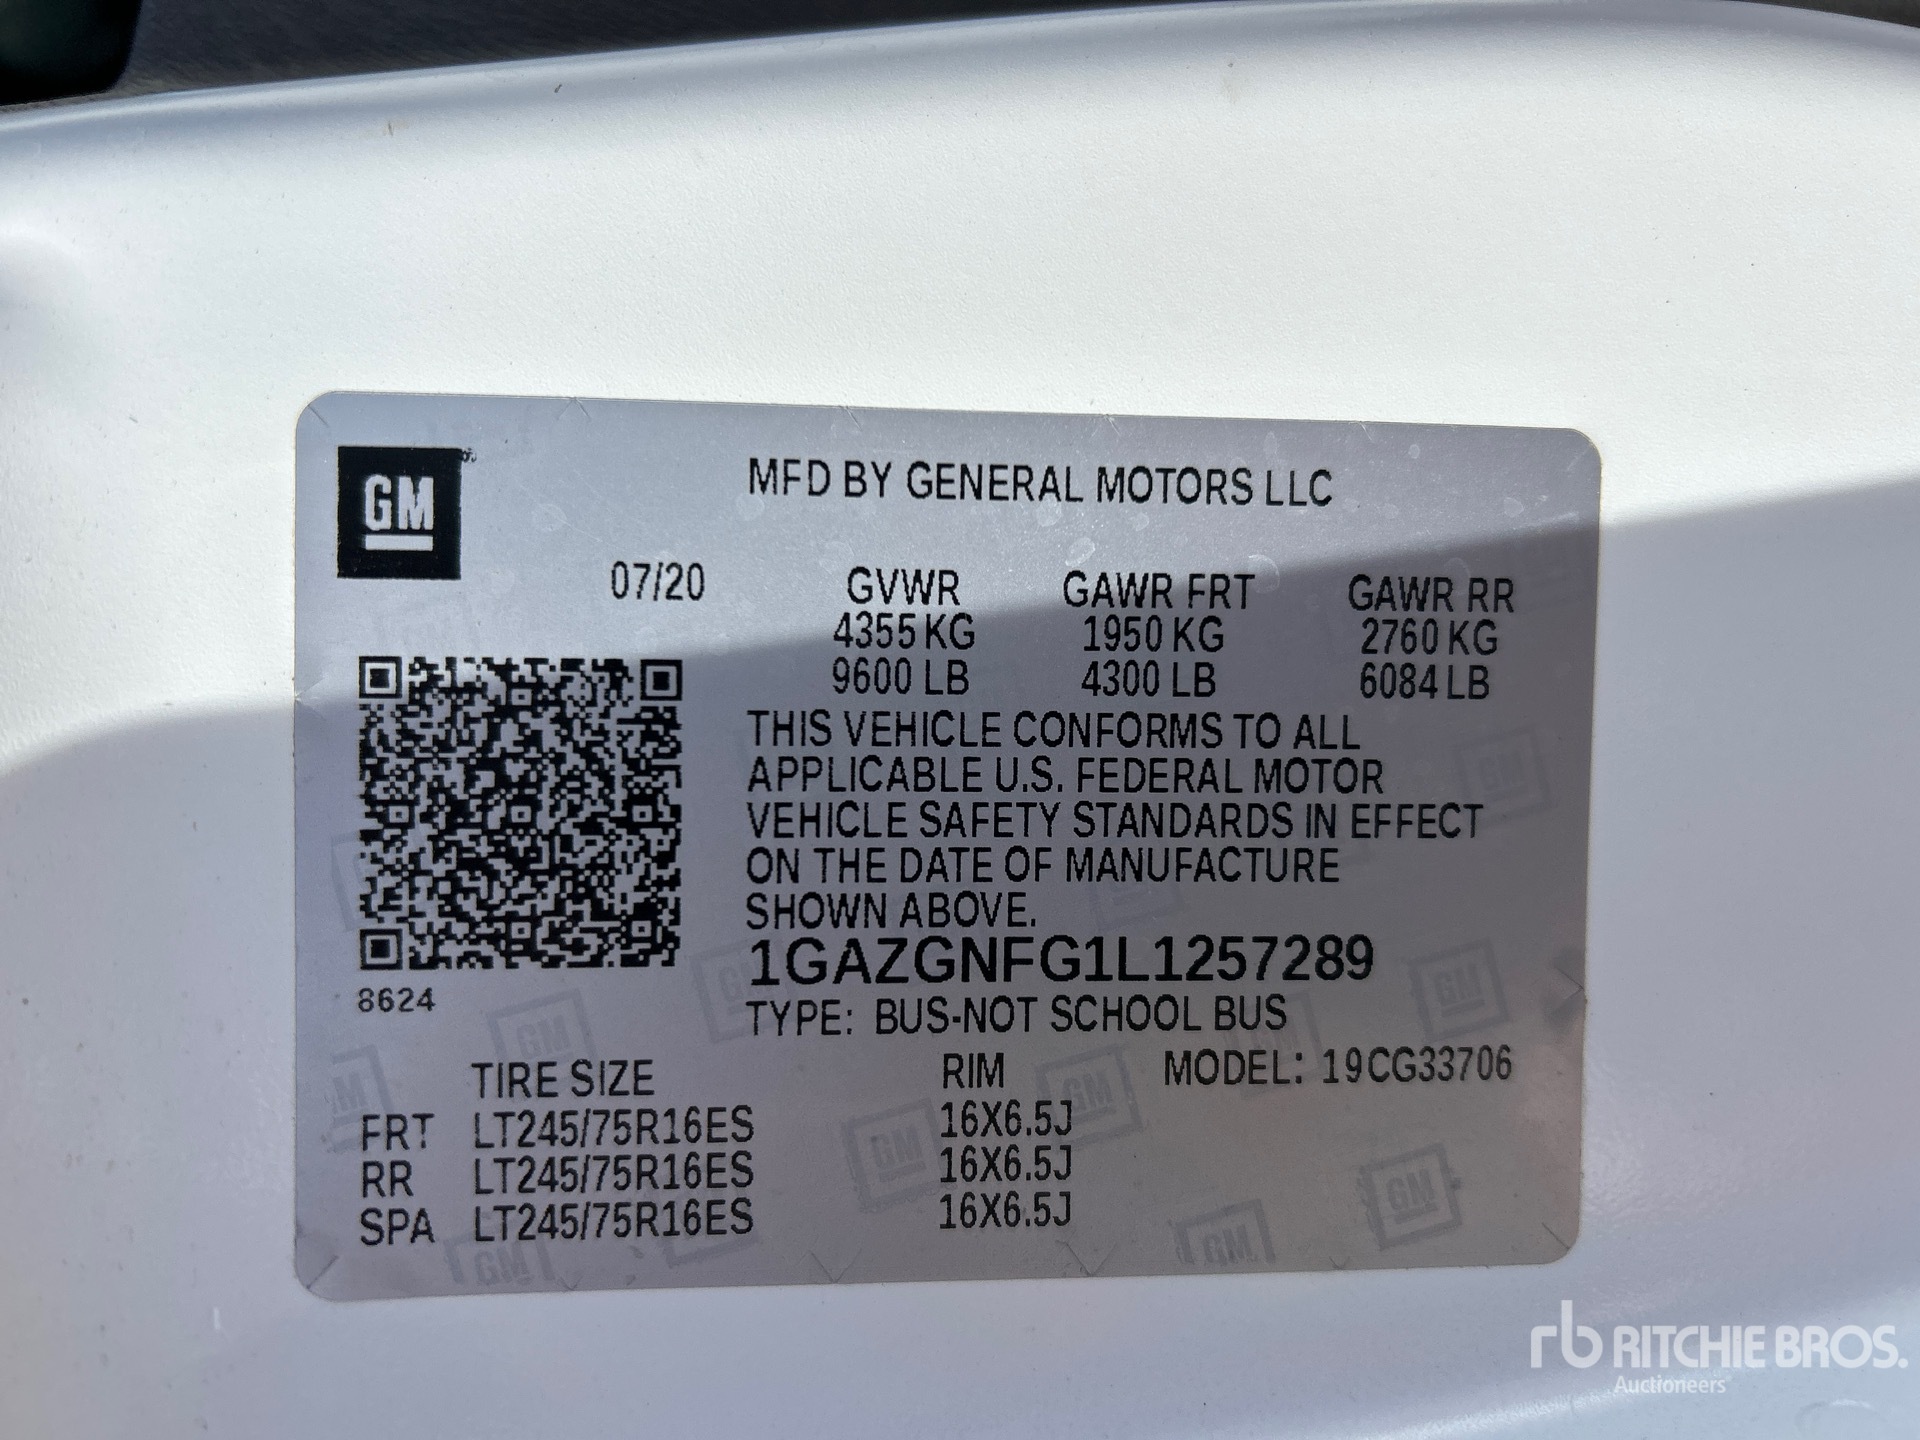 GM
MFD BY GENERAL MOTORS LLC
07/20 GVWR GAWR FRT GAWR RR
4355 KG 1950 KG 2760 KG
9600 LB 4300 LB 6084 LB
THIS VEHICLE CONFORMS TO ALL
APPLICABLE U.S. FEDERAL MOTOR
VEHICLE SAFETY STANDARDS IN EFFECT
ON THE DATE OF MANUFACTURE
SHOWN ABOVE.
1GAZGNFG1L1257289
8624
TYPE: BUS-NOT SCHOOL BUS
TIRE SIZE RIM MODEL: 19CG33706
FRT LT245/75R16ES 16X6.5J
RR LT245/75R16ES 16X6.5J
SPA LT245/75R16ES 16X6.5J
rb RITCHIE BROS.
Auctioneers